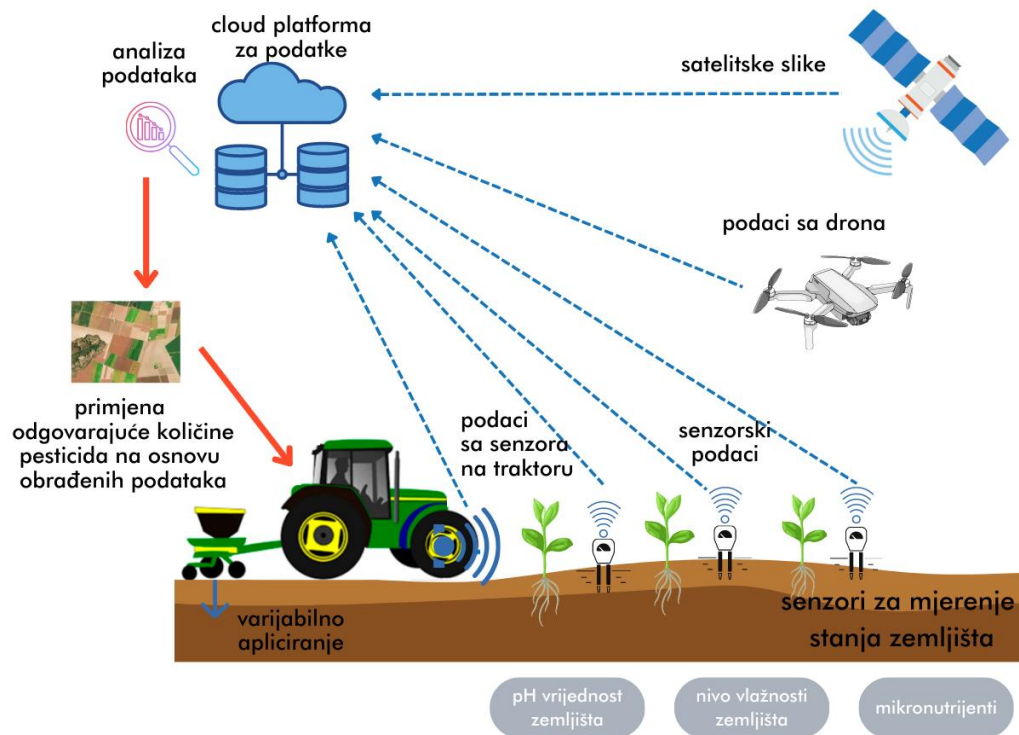 cloud platforma
za podatke
analiza
podataka
satelitske slike
podaci sa drona
primjena
odgovarajuće količine
pesticida na osnovu
obrađenih podataka
podaci
sa senzora
na traktoru
senzorski
podaci
varijabilno
apliciranje
senzori za mjerenje
stanja zemljišta
pH vrijednost
zemljišta
nivo vlažnosti
zemljišta
mikronutrijenti